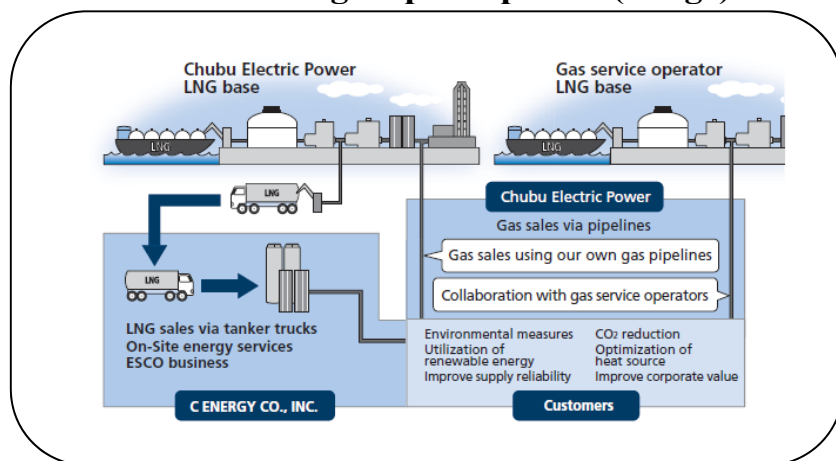 Chubu Electric Power
LNG base
Gas service operator
LNG base
LNG
LNG
LNG
Chubu Electric Power
Gas sales via pipelines
Gas sales using our own gas pipelines
Collaboration with gas service operators
LNG
LNG sales via tanker trucks
On-Site energy services
ESCO business
Environmental measures
Utilization of
renewable energy
Improve supply reliability
CO₂ reduction
Optimization of
heat source
Improve corporate value
C ENERGY CO., INC.
Customers